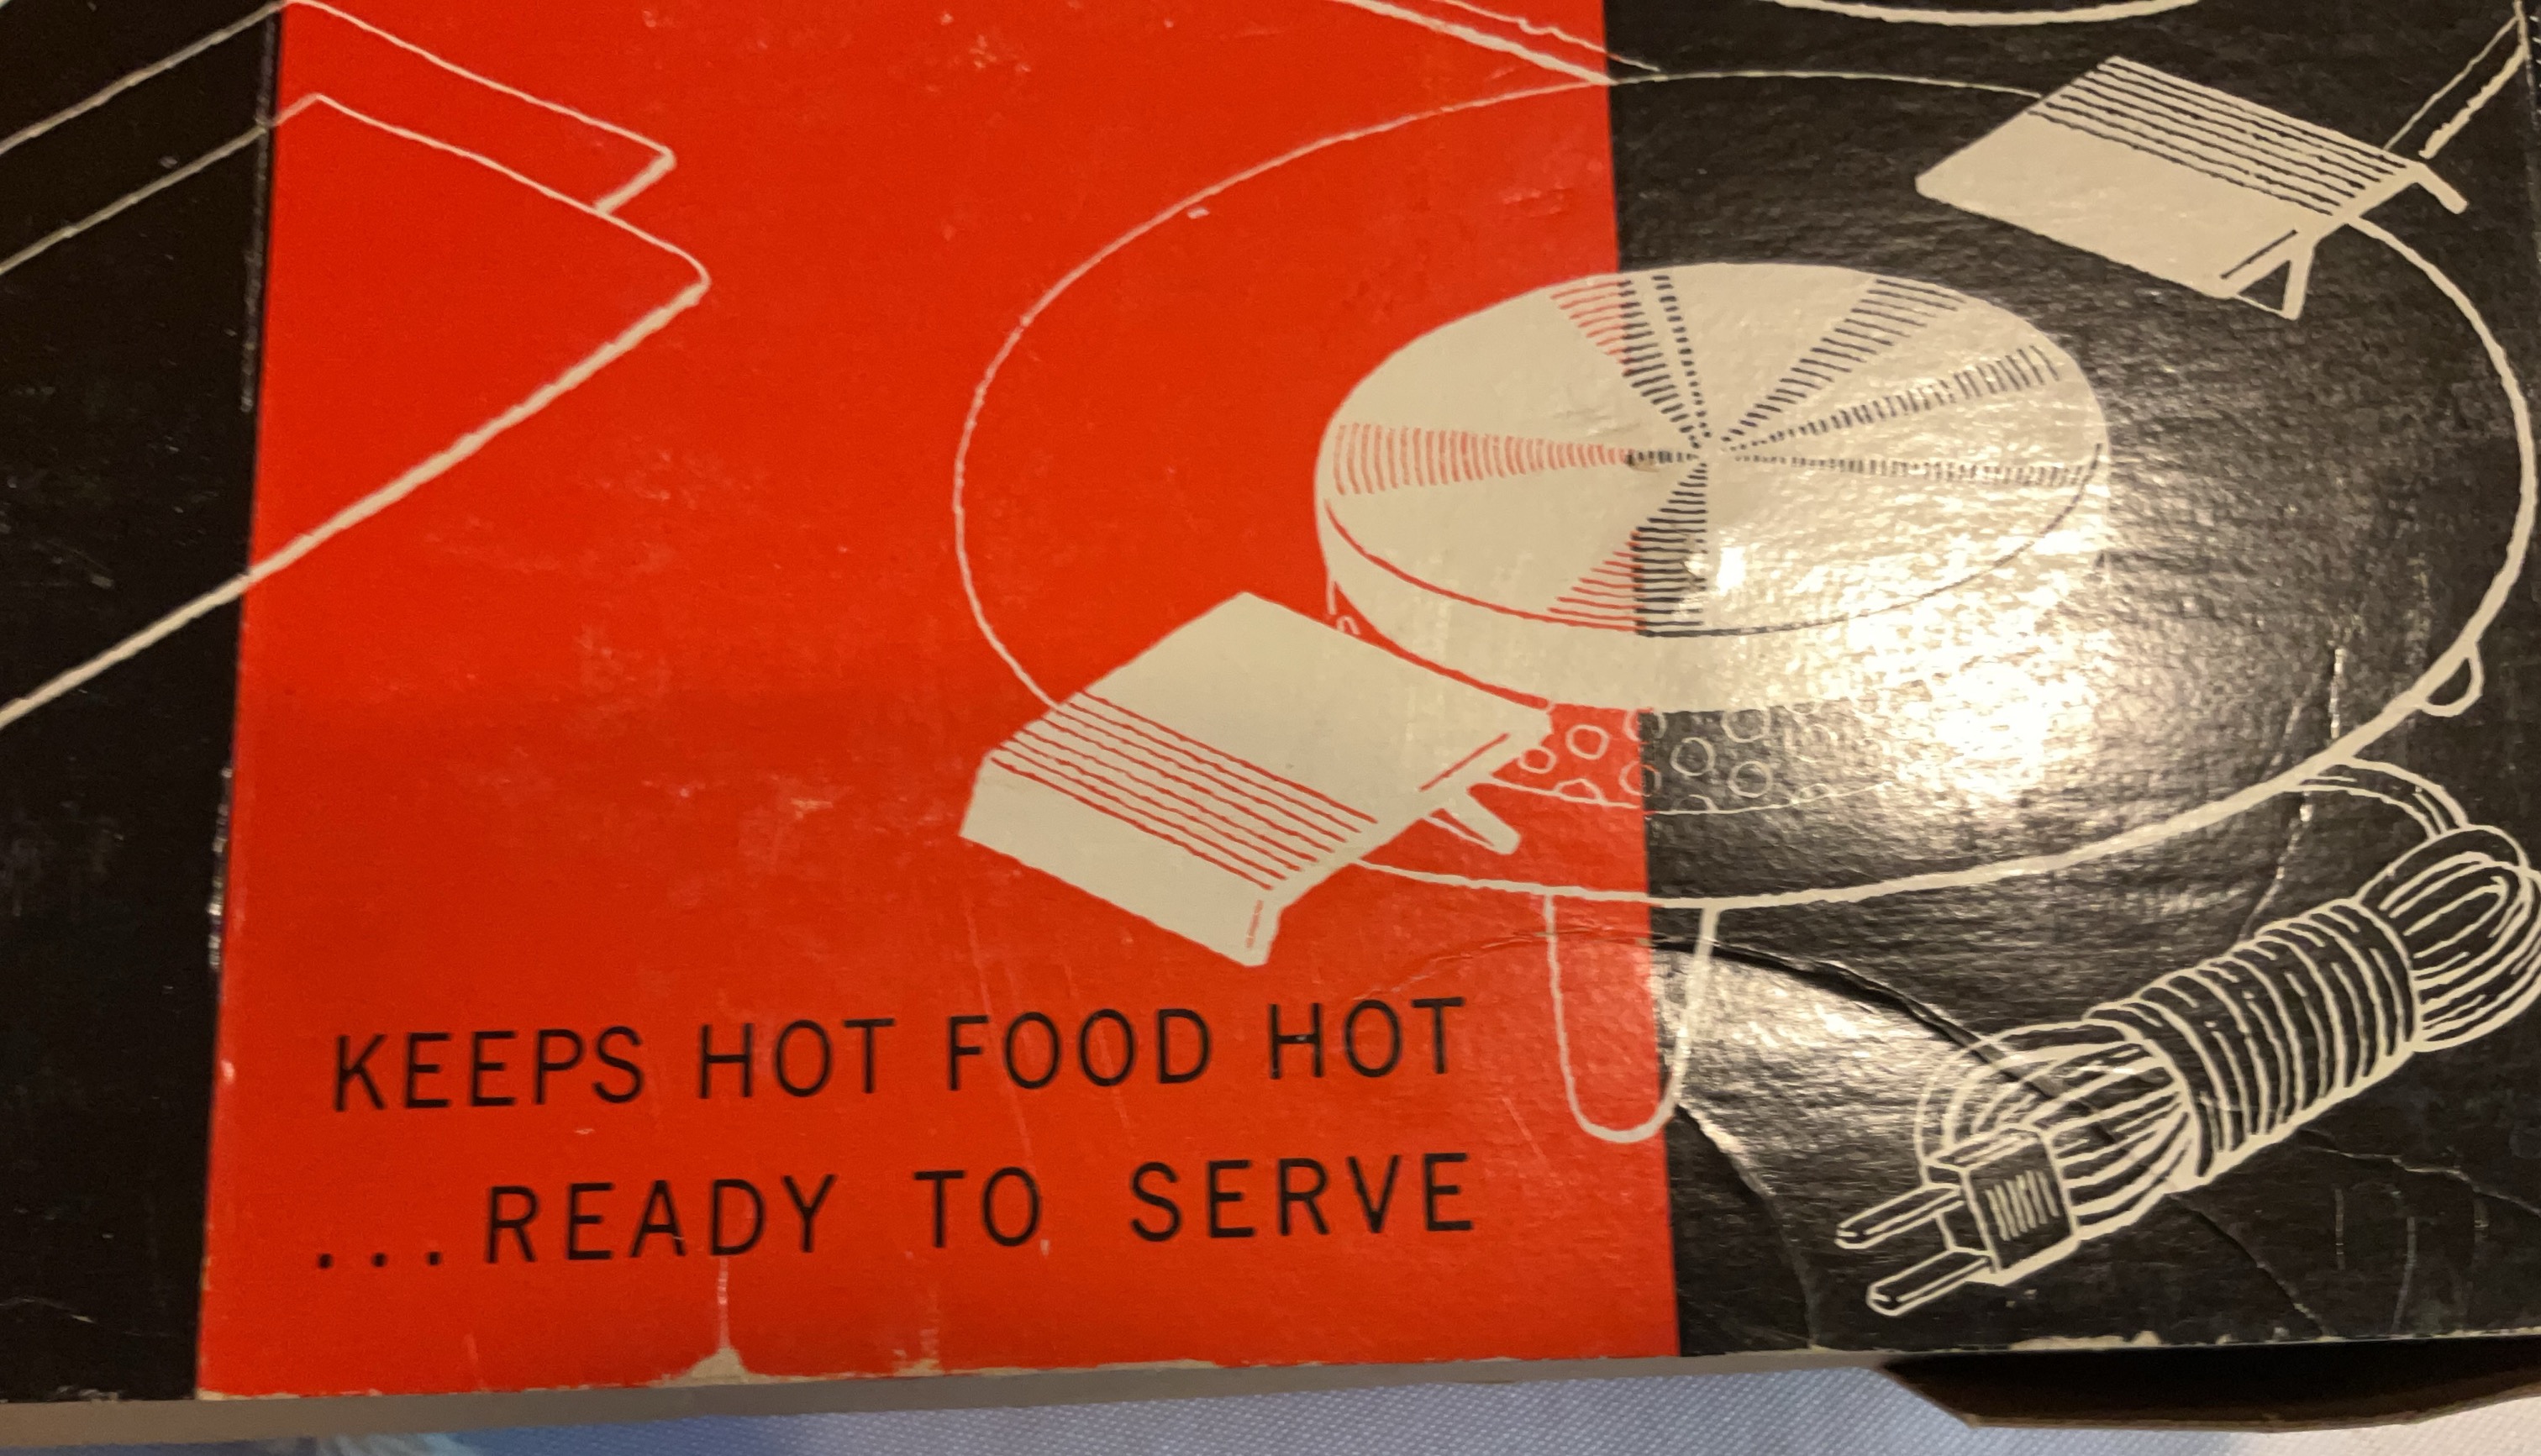 KEEPS HOT FOOD HOT
...READY TO SERVE